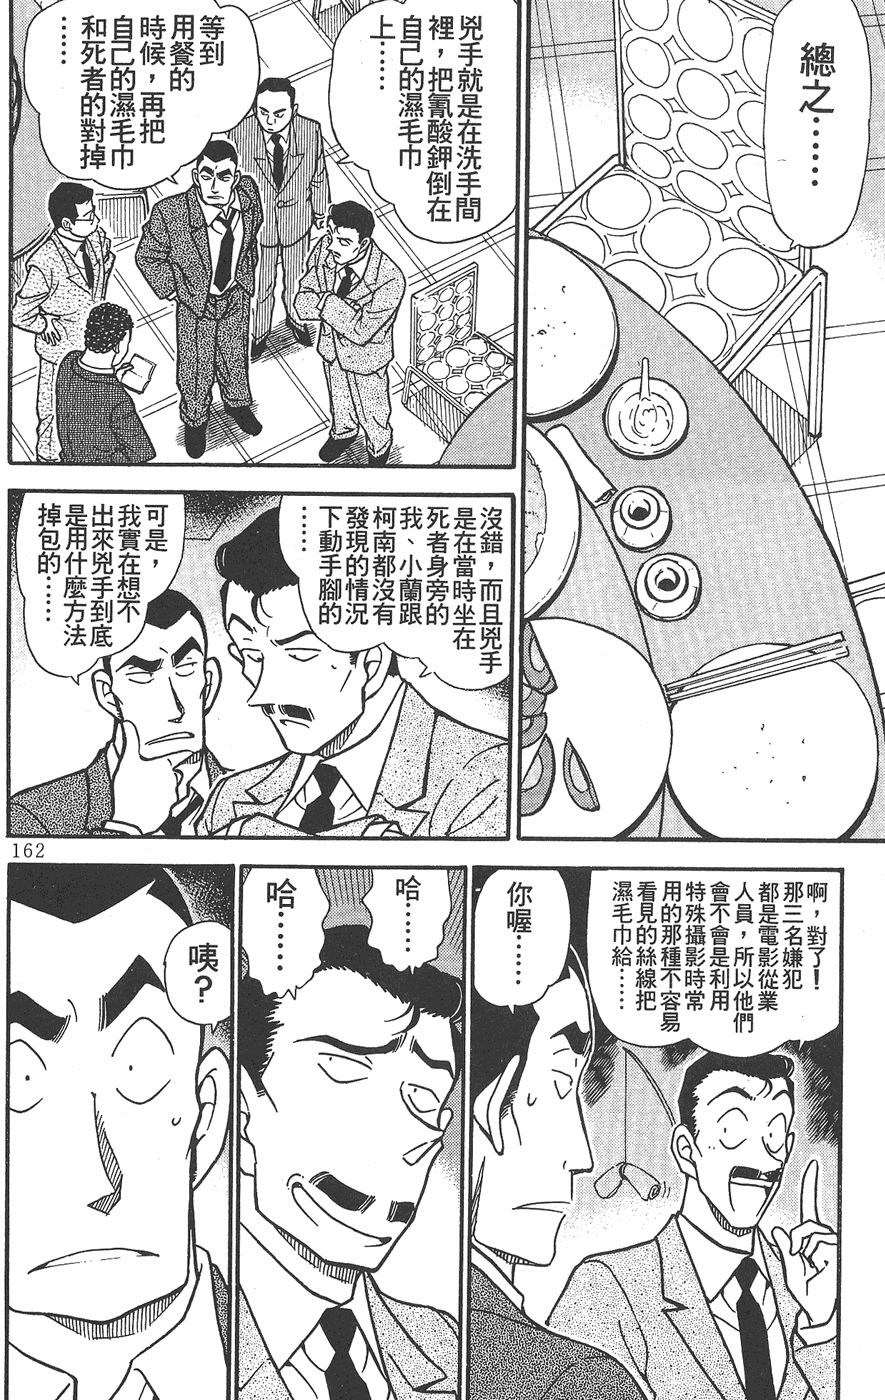 總之……
兇手就是在洗手間
裡，把氰酸鉀倒在
自己的濕毛巾
上……
等到
用餐的
時候，再把
自己的濕毛巾
和死者的對掉
……
沒錯，而且兇手
是在當時坐在
死者身旁的
我、小蘭跟
柯南都沒有
發現的情況
下動手腳的
……
可是，
我實在想不
出來兇手到底
是用什麼方法
掉包的……
162
啊，對了！
那三名嫌犯
都是電影從業
人員，所以他們
會不會是利用
特殊攝影時常
用的那種不容易
看見的絲線把
濕毛巾給……
你喔……
哈……
哈……
咦？